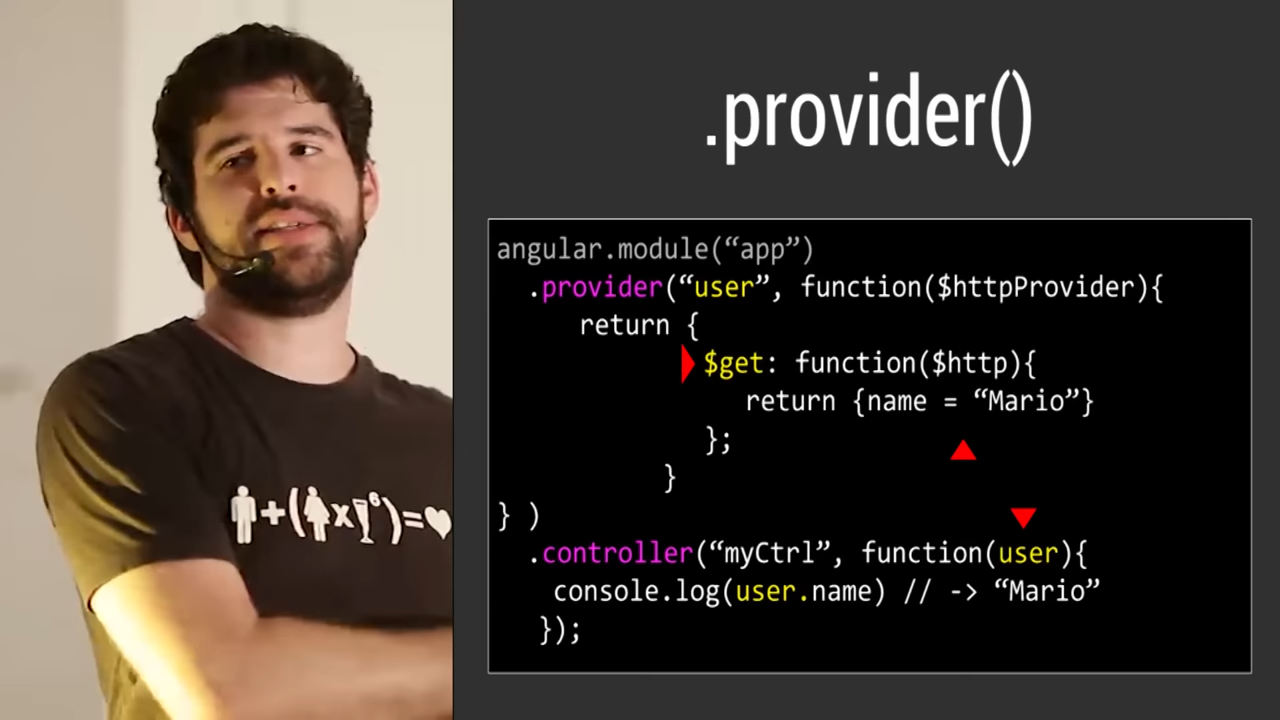 .provider()
angular.module(“app”)
.provider(“user”, function($httpProvider){
return {
$get: function($http){
return {name = “Mario”}
};
}
} )
.controller(“myCtrl”, function(user){
console.log(user.name) // -> “Mario”
});
+( x 6)=